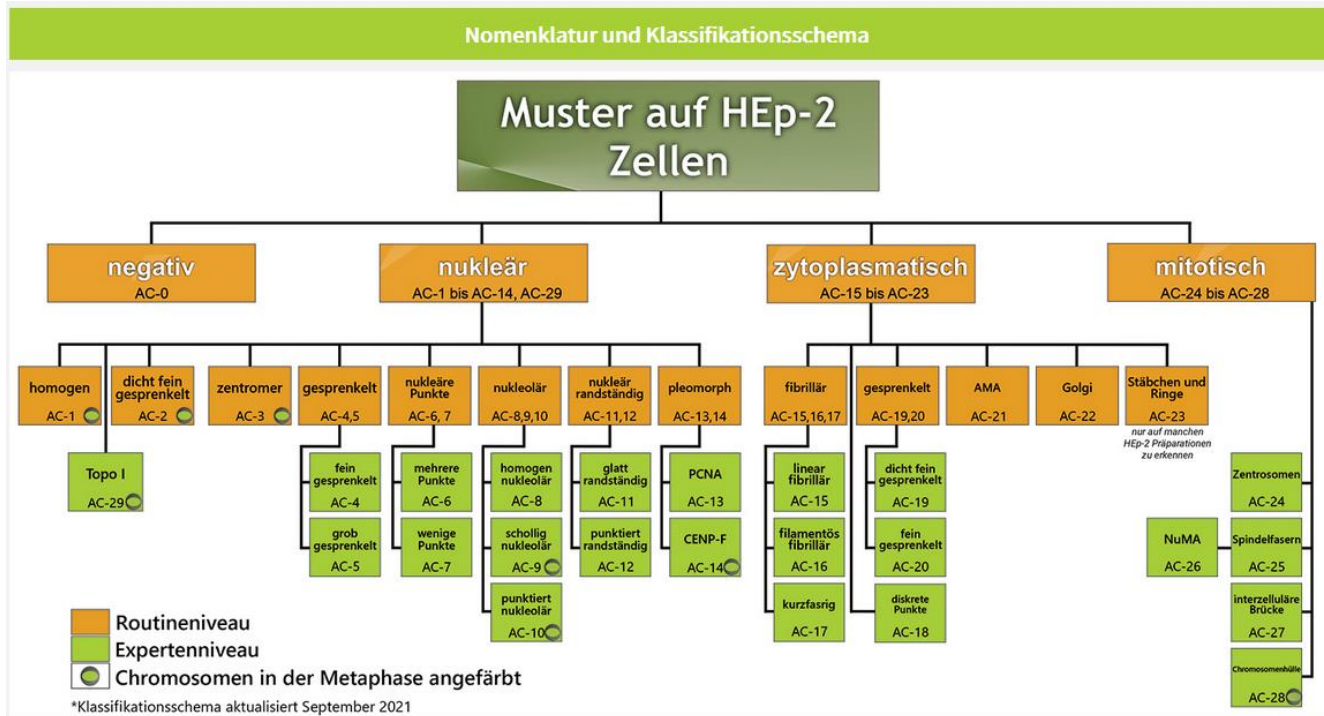 Nomenklatur und Klassifikationsschema
Muster auf HEp-2
Zellen
negativ
AC-0
nukleär
AC-1 bis AC-14, AC-29
zytoplasmatisch
AC-15 bis AC-23
mitotisch
AC-24 bis AC-28
homogen
AC-1
dicht fein
gesprenkelt
AC-2
zentromer
AC-3
gesprenkelt
AC-4,5
nukleäre
Punkte
AC-6, 7
nukleolär
AC-8,9,10
nukleär
randständig
AC-11,12
pleomorph
AC-13,14
fibrillär
AC-15,16,17
gesprenkelt
AC-19,20
AMA
AC-21
Golgi
AC-22
Stäbchen und
Ringe
AC-23
nur auf manchen
HEp-2 Präparationen
zu erkennen
Topo I
AC-29
fein
gesprenkelt
AC-4
grob
gesprenkelt
AC-5
mehrere
Punkte
AC-6
wenige
Punkte
AC-7
homogen
nukleolär
AC-8
schollig
nukleolär
AC-9
punktiert
nukleolär
AC-10
glatt
randständig
AC-11
punktiert
randständig
AC-12
PCNA
AC-13
CENP-F
AC-14
linear
fibrillär
AC-15
filamentös
fibrillär
AC-16
kurzfasrig
AC-17
dicht fein
gesprenkelt
AC-19
fein
gesprenkelt
AC-20
diskrete
Punkte
AC-18
Zentrosomen
AC-24
NuMA
AC-26
Spindelfasern
AC-25
interzelluläre
Brücke
AC-27
Chromosomenhülle
AC-28
Routineniveau
Expertenniveau
Chromosomen in der Metaphase angefärbt
*Klassifikationsschema aktualisiert September 2021